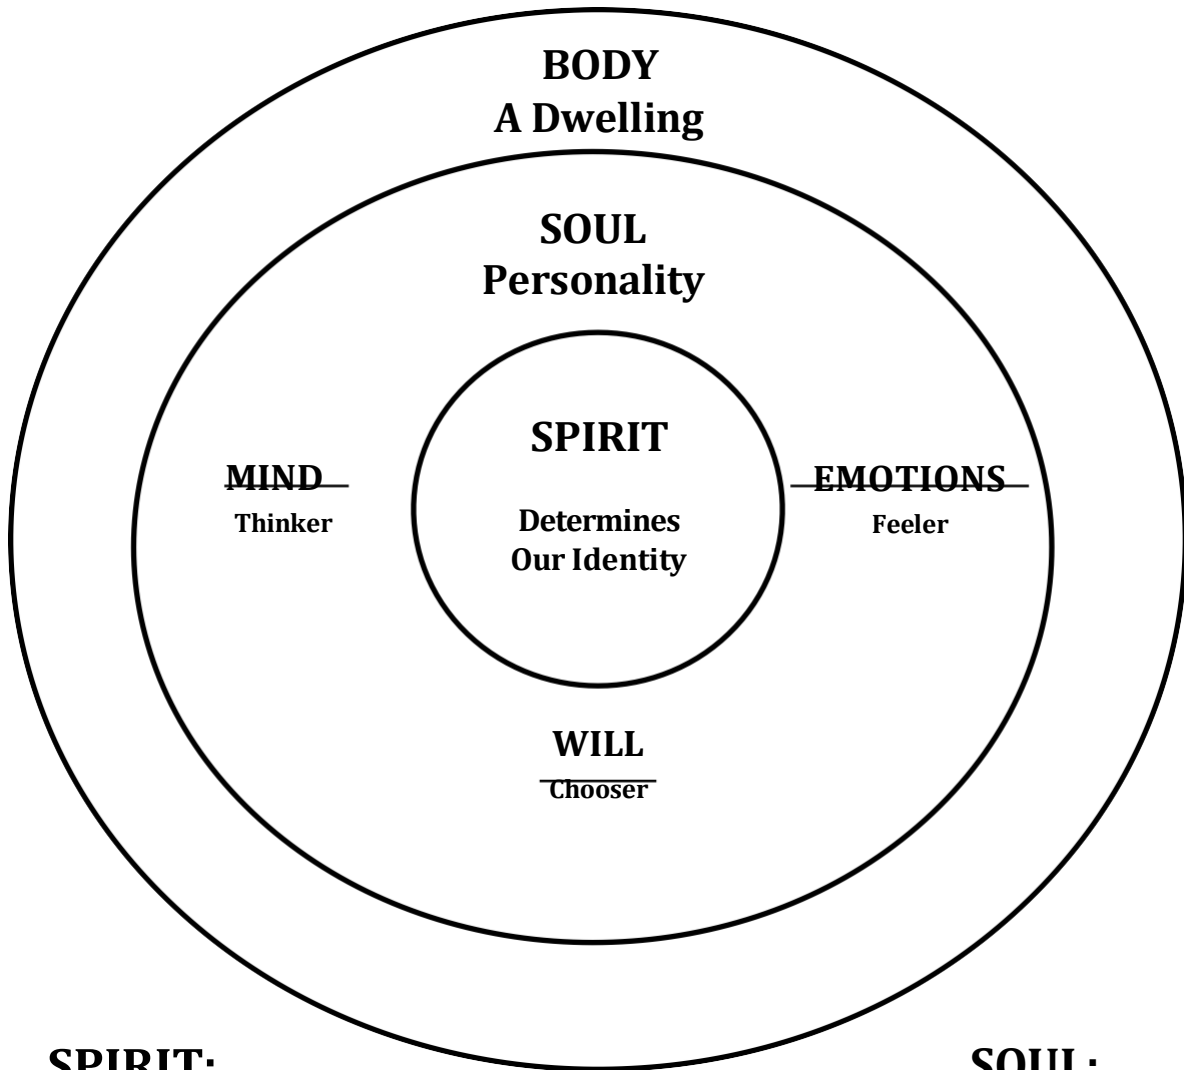 BODY
A Dwelling
SOUL
Personality
SPIRIT
MIND
EMOTIONS
Thinker
Determines
Our Identity
Feeler
WILL
Chooser
SPIRIT:
SOUL: